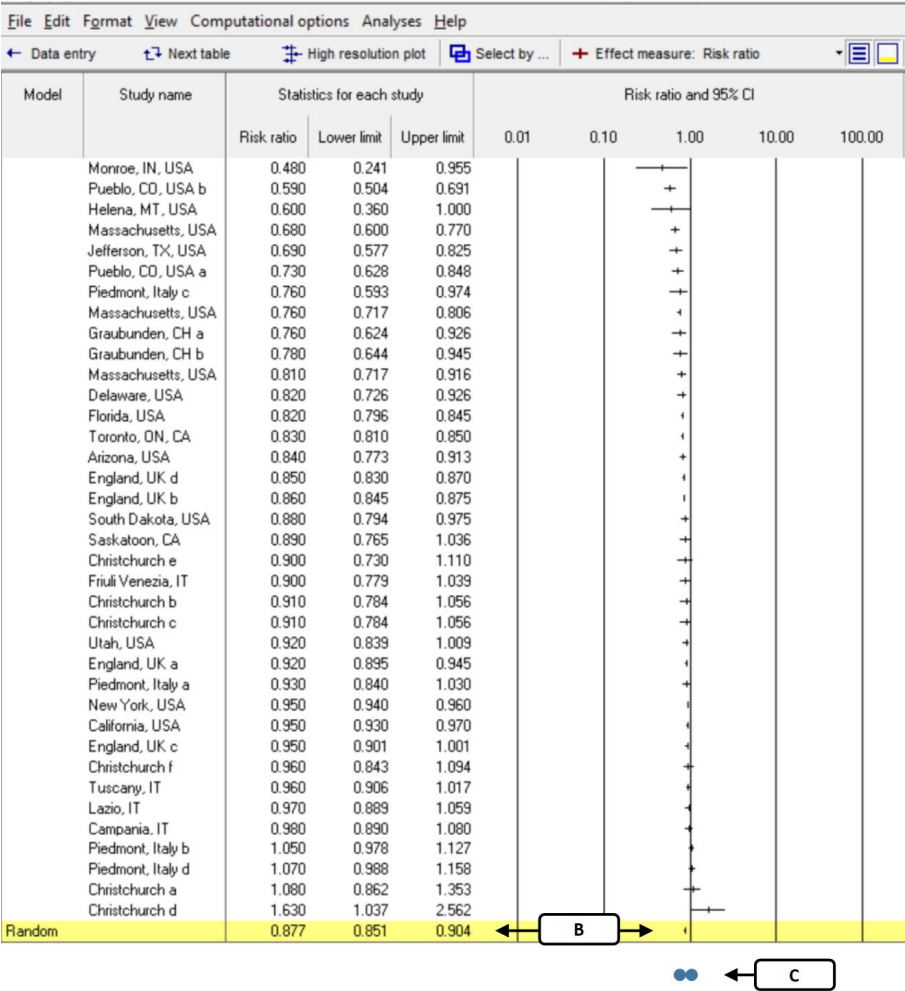 File Edit Format View Computational options Analyses Help
← Data entry Next table High resolution plot Select by ... Effect measure: Risk ratio
Model Study name Statistics for each study Risk ratio and 95% CI
Risk ratio Lower limit Upper limit 0.01 0.10 1.00 10.00 100.00
Monroe, IN, USA 0.480 0.241 0.955
Pueblo, CO, USA b 0.590 0.504 0.691
Helena, MT, USA 0.600 0.360 1.000
Massachusetts, USA 0.680 0.600 0.770
Jefferson, TX, USA 0.690 0.577 0.825
Pueblo, CO, USA a 0.730 0.628 0.848
Piedmont, Italy c 0.760 0.593 0.974
Massachusetts, USA 0.760 0.717 0.806
Graubunden, CH a 0.760 0.624 0.926
Graubunden, CH b 0.780 0.644 0.945
Massachusetts, USA 0.810 0.717 0.916
Delaware, USA 0.820 0.726 0.926
Florida, USA 0.820 0.796 0.845
Toronto, ON, CA 0.830 0.810 0.850
Arizona, USA 0.840 0.773 0.913
England, UK d 0.850 0.830 0.870
England, UK b 0.860 0.845 0.875
South Dakota, USA 0.880 0.794 0.975
Saskatoon, CA 0.890 0.765 1.036
Christchurch e 0.900 0.730 1.110
Friuli Venezia, IT 0.900 0.779 1.039
Christchurch b 0.910 0.784 1.056
Christchurch c 0.910 0.784 1.056
Utah, USA 0.920 0.839 1.009
England, UK a 0.920 0.895 0.945
Piedmont, Italy a 0.930 0.840 1.030
New York, USA 0.950 0.940 0.960
California, USA 0.950 0.930 0.970
England, UK c 0.950 0.901 1.001
Christchurch f 0.960 0.843 1.094
Tuscany, IT 0.960 0.906 1.017
Lazio, IT 0.970 0.889 1.059
Campania, IT 0.980 0.890 1.080
Piedmont, Italy b 1.050 0.978 1.127
Piedmont, Italy d 1.070 0.988 1.158
Christchurch a 1.080 0.862 1.353
Christchurch d 1.630 1.037 2.562
Random 0.877 0.851 0.904 B
C